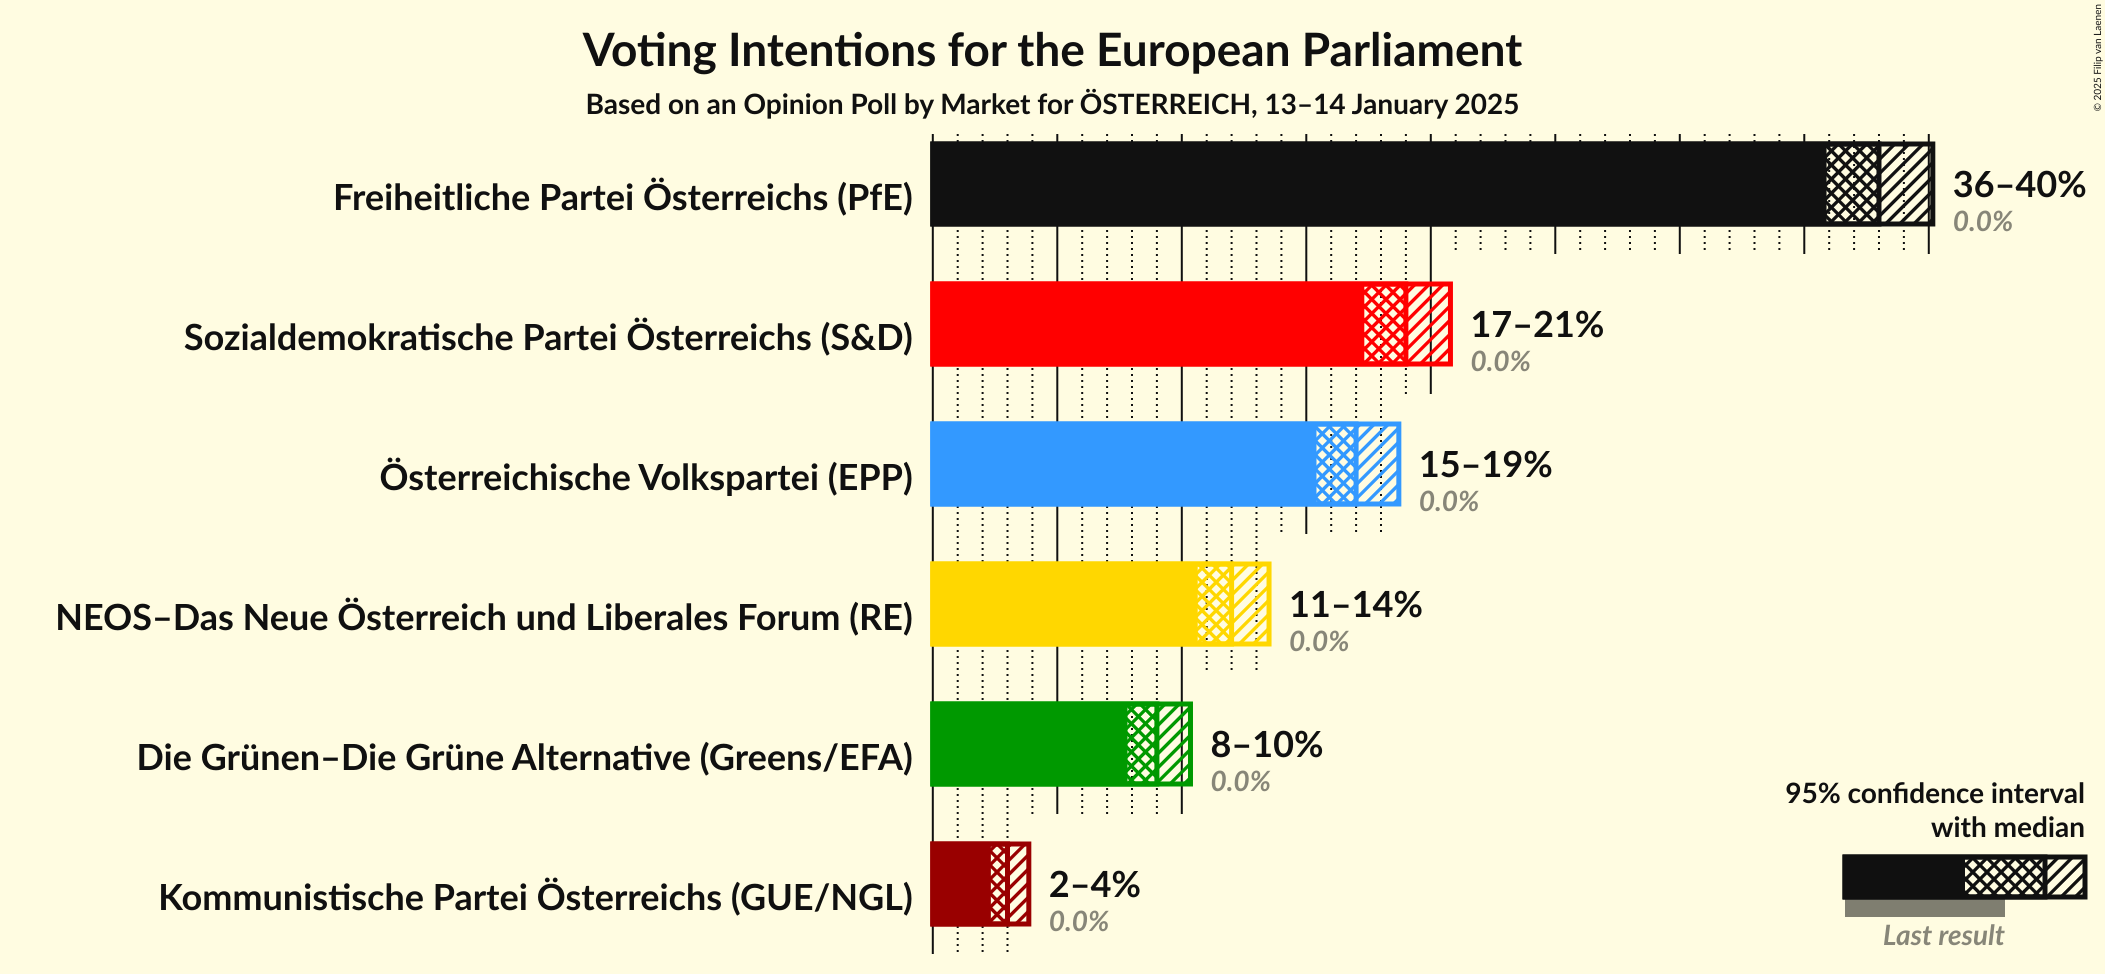 Voting Intentions for the European Parliament
Based on an Opinion Poll by Market for ÖSTERREICH, 13–14 January 2025
© 2025 Filip van Laenen
Freiheitliche Partei Österreichs (PfE)
36–40%
0.0%
Sozialdemokratische Partei Österreichs (S&D)
17–21%
0.0%
Österreichische Volkspartei (EPP)
15–19%
0.0%
NEOS–Das Neue Österreich und Liberales Forum (RE)
11–14%
0.0%
Die Grünen–Die Grüne Alternative (Greens/EFA)
8–10%
0.0%
Kommunistische Partei Österreichs (GUE/NGL)
2–4%
0.0%
95% confidence interval
with median
Last result